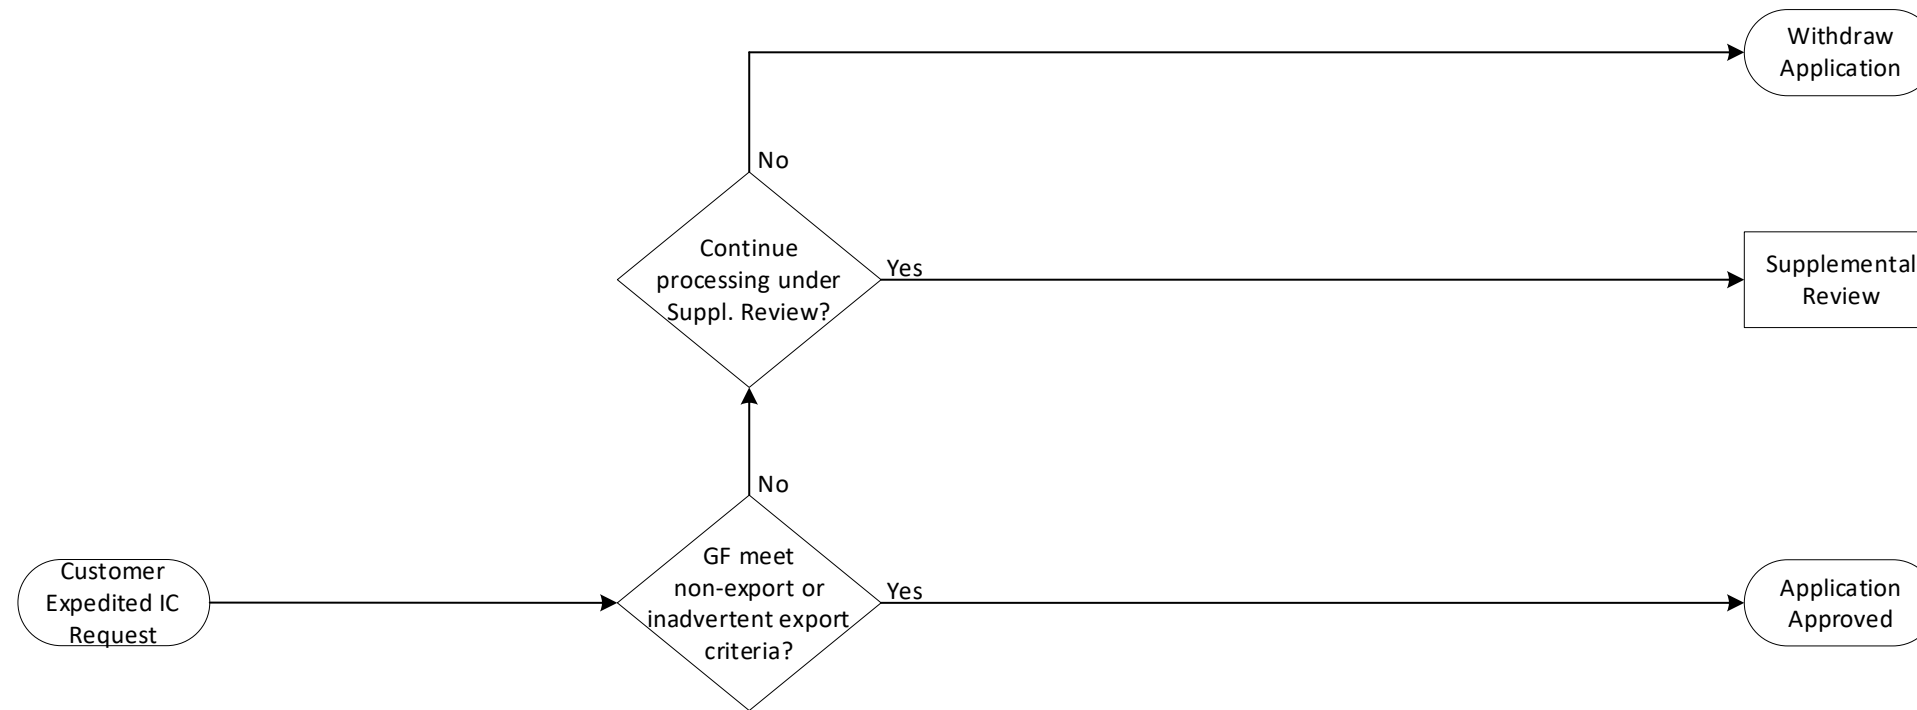 Withdraw
Application
No
Continue
processing under
Suppl. Review?
Yes
Supplemental
Review
No
Customer
Expedited IC
Request
GF meet
non-export or
inadvertent export
criteria?
Yes
Application
Approved